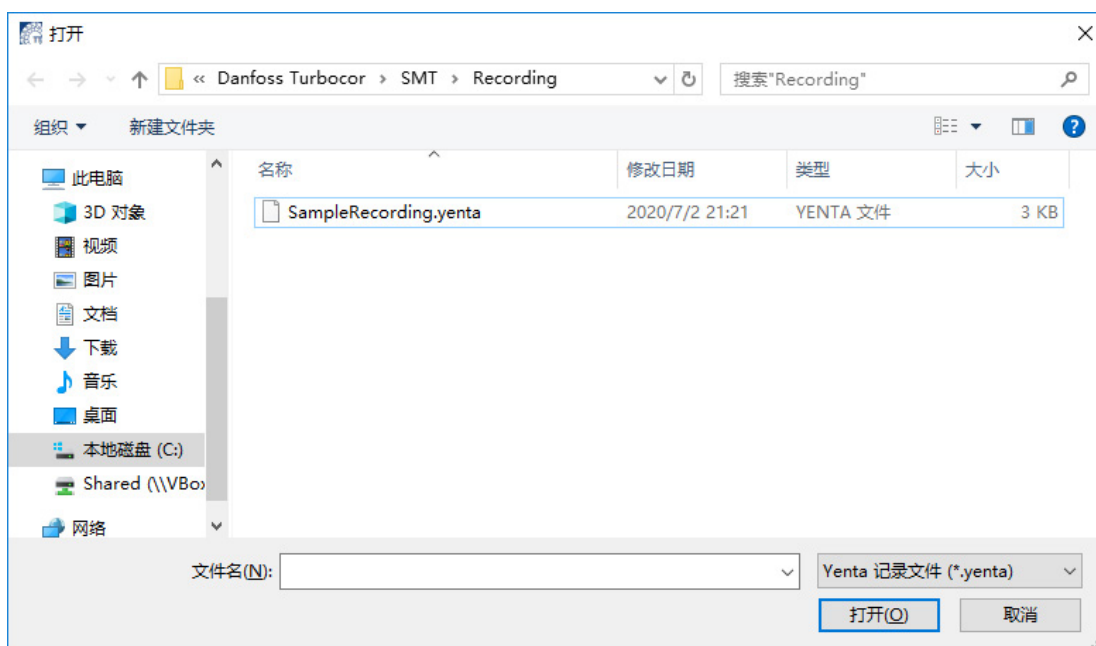 打开
« Danfoss Turbocor › SMT › Recording
搜索"Recording"
组织 新建文件夹
名称 修改日期 类型 大小
SampleRecording.yenta 2020/7/2 21:21 YENTA 文件 3 KB
此电脑
3D 对象
视频
图片
文档
下载
音乐
桌面
本地磁盘 (C:)
Shared (\\VBox
网络
文件名(N): Yenta 记录文件 (*.yenta)
打开(O) 取消